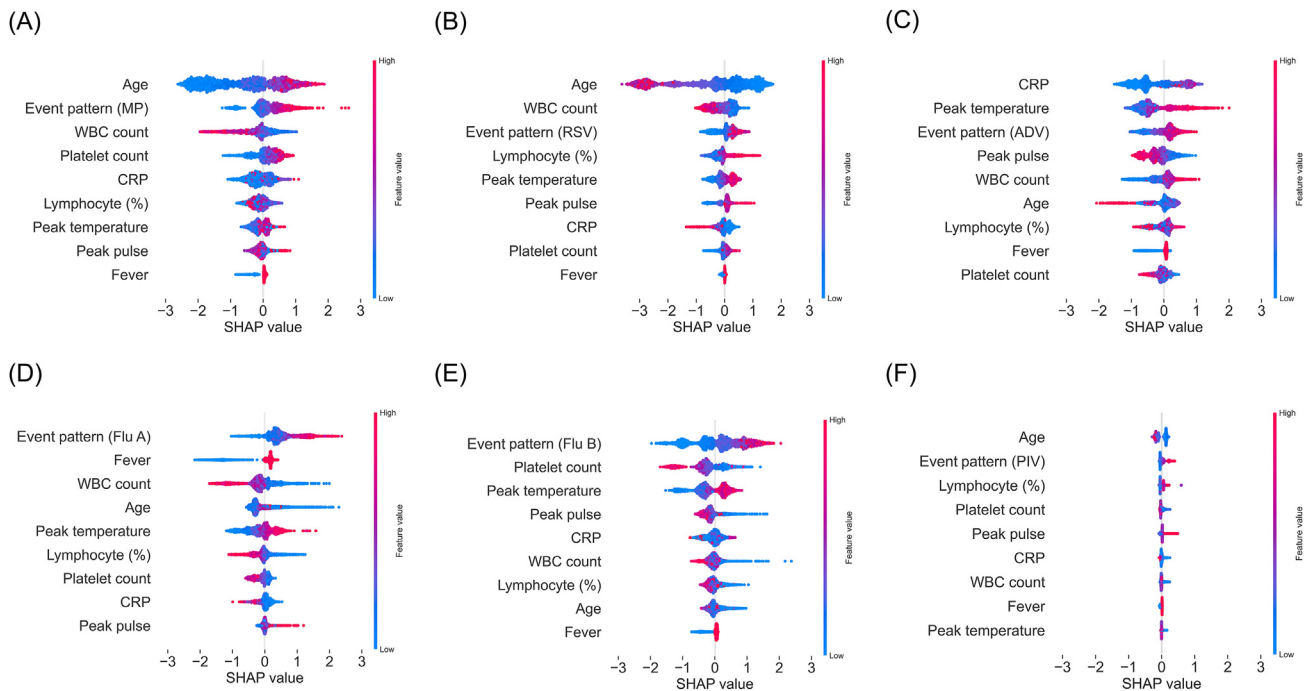 (A)
High
Age
Event pattern (MP)
WBC count
Platelet count
CRP
Lymphocyte (%)
Peak temperature
Peak pulse
Fever
Feature value
Low
−3 −2 −1 0 1 2 3
SHAP value
(B)
High
Age
WBC count
Event pattern (RSV)
Lymphocyte (%)
Peak temperature
Peak pulse
CRP
Platelet count
Fever
Feature value
Low
−3 −2 −1 0 1 2 3
SHAP value
(C)
High
CRP
Peak temperature
Event pattern (ADV)
Peak pulse
WBC count
Age
Lymphocyte (%)
Fever
Platelet count
Feature value
Low
−3 −2 −1 0 1 2 3
SHAP value
(D)
High
Event pattern (Flu A)
Fever
WBC count
Age
Peak temperature
Lymphocyte (%)
Platelet count
CRP
Peak pulse
Feature value
Low
−3 −2 −1 0 1 2 3
SHAP value
(E)
High
Event pattern (Flu B)
Platelet count
Peak temperature
Peak pulse
CRP
WBC count
Lymphocyte (%)
Age
Fever
Feature value
Low
−3 −2 −1 0 1 2 3
SHAP value
(F)
High
Age
Event pattern (PIV)
Lymphocyte (%)
Platelet count
Peak pulse
CRP
WBC count
Fever
Peak temperature
Feature value
Low
−3 −2 −1 0 1 2 3
SHAP value